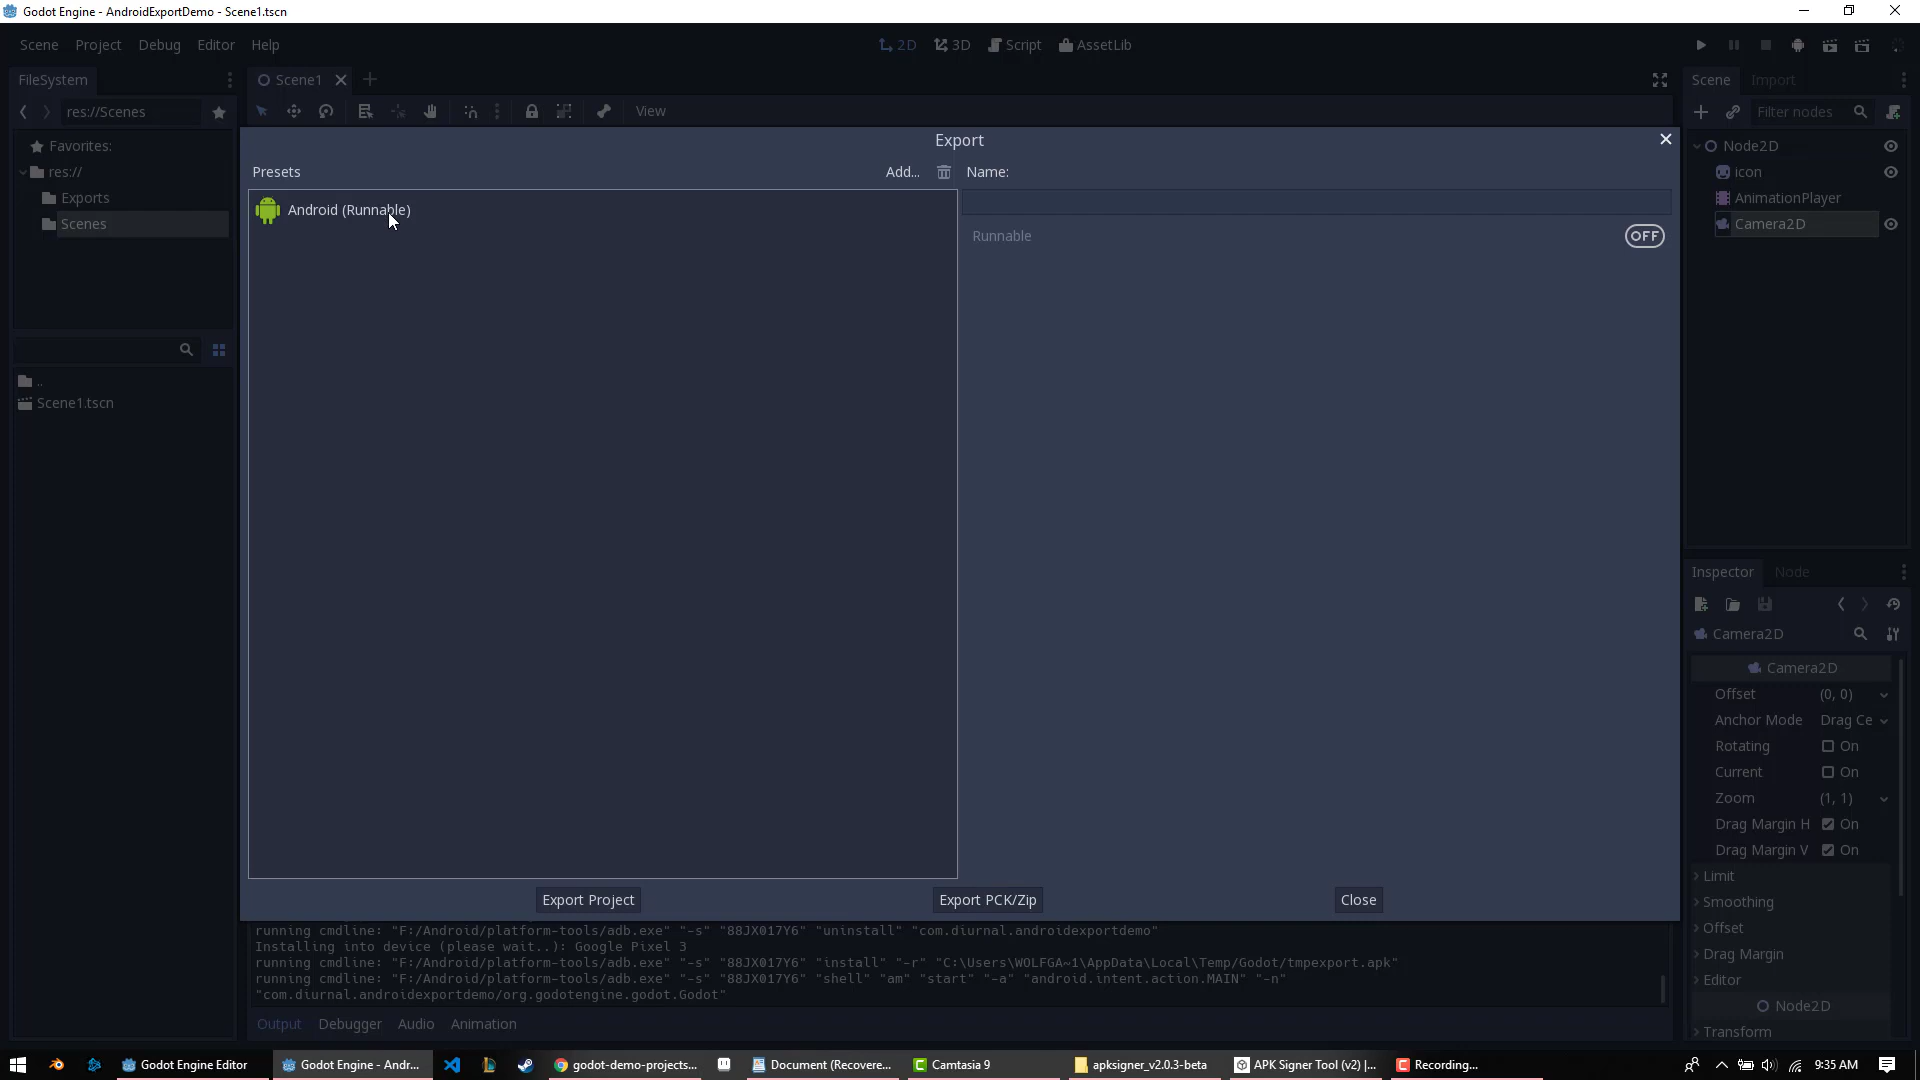 Godot Engine - AndroidExportDemo - Scene1.tscn
Scene Project Debug Editor Help
2D 3D Script AssetLib
FileSystem
Scene1
Scene Import
res://Scenes
View
Filter nodes
Export
Favorites:
res://
Exports
Scenes
Scene1.tscn
..
Presets
Add...
Name:
Android (Runnable)
Runnable
OFF
Node2D
icon
AnimationPlayer
Camera2D
Inspector Node
Camera2D
Camera2D
Offset (0, 0)
Anchor Mode Drag Ce
Rotating On
Current On
Zoom (1, 1)
Drag Margin H On
Drag Margin V On
Limit
Smoothing
Offset
Drag Margin
Editor
Node2D
Transform
Export Project
Export PCK/Zip
Close
running cmdline: "F:/Android/platform-tools/adb.exe" "-s" "88JX017Y6" "uninstall" "com.diurnal.androidexportdemo"
Installing into device (please wait..): Google Pixel 3
running cmdline: "F:/Android/platform-tools/adb.exe" "-s" "88JX017Y6" "install" "-r" "C:\Users\WOLFGA~1\AppData\Local\Temp/Godot/tmpexport.apk"
running cmdline: "F:/Android/platform-tools/adb.exe" "-s" "88JX017Y6" "shell" "am" "start" "-a" "android.intent.action.MAIN" "-n"
"com.diurnal.androidexportdemo/org.godotengine.godot.Godot"
Output Debugger Audio Animation
Godot Engine Editor
Godot Engine - Andr...
godot-demo-projects...
Document (Recovere...
Camtasia 9
apksigner_v2.0.3-beta
APK Signer Tool (v2) |...
Recording...
9:35 AM